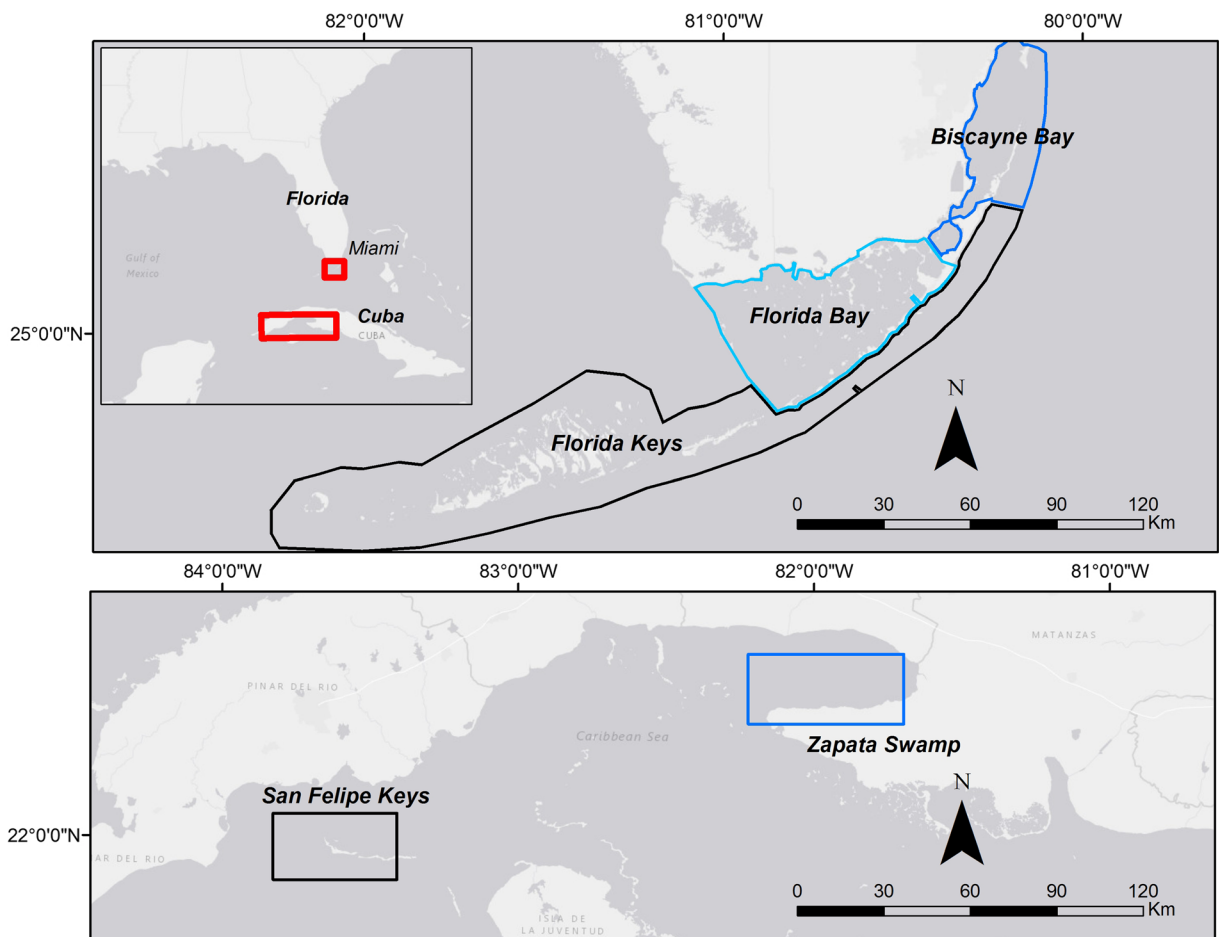 82°0'0"W
81°0'0"W
80°0'0"W
Florida
Miami
Gulf of
Mexico
Cuba
CUBA
Biscayne Bay
Florida Bay
25°0'0"N
Florida Keys
N
0
30
60
90
120
Km
84°0'0"W
83°0'0"W
82°0'0"W
81°0'0"W
MATANZAS
PINAR DEL RIO
Caribbean Sea
Zapata Swamp
San Felipe Keys
N
22°0'0"N
AR DEL RIO
0
30
60
90
120
Km
ISLA DE
LA JUVENTUD